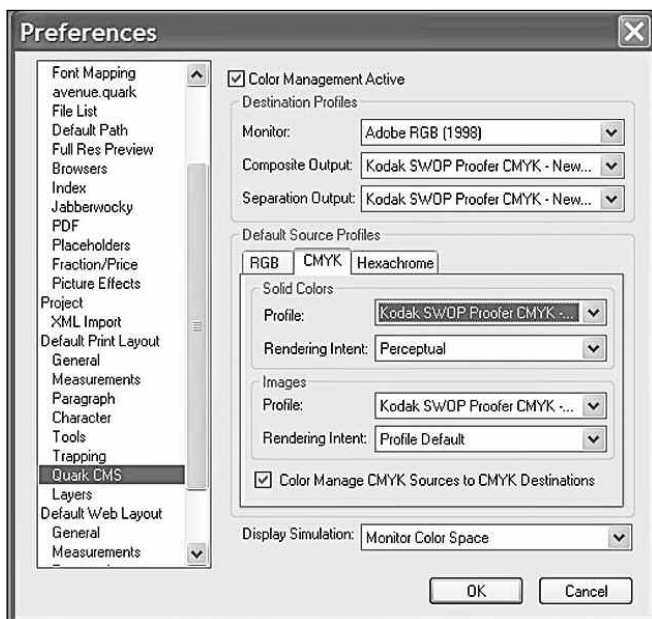 Preferences
Font Mapping
avenue.quark
File List
Default Path
Full Res Preview
Browsers
Index
Jabberwocky
PDF
Placeholders
Fraction/Price
Picture Effects
Project
XML Import
Default Print Layout
General
Measurements
Paragraph
Character
Tools
Trapping
Quark CMS
Layers
Default Web Layout
General
Measurements
Color Management Active
Destination Profiles
Monitor: Adobe RGB (1998)
Composite Output: Kodak SWOP Proofer CMYK - New...
Separation Output: Kodak SWOP Proofer CMYK - New...
Default Source Profiles
RGB CMYK Hexachrome
Solid Colors
Profile: Kodak SWOP Proofer CMYK -...
Rendering Intent: Perceptual
Images
Profile: Kodak SWOP Proofer CMYK -...
Rendering Intent: Profile Default
Color Manage CMYK Sources to CMYK Destinations
Display Simulation: Monitor Color Space
OK Cancel